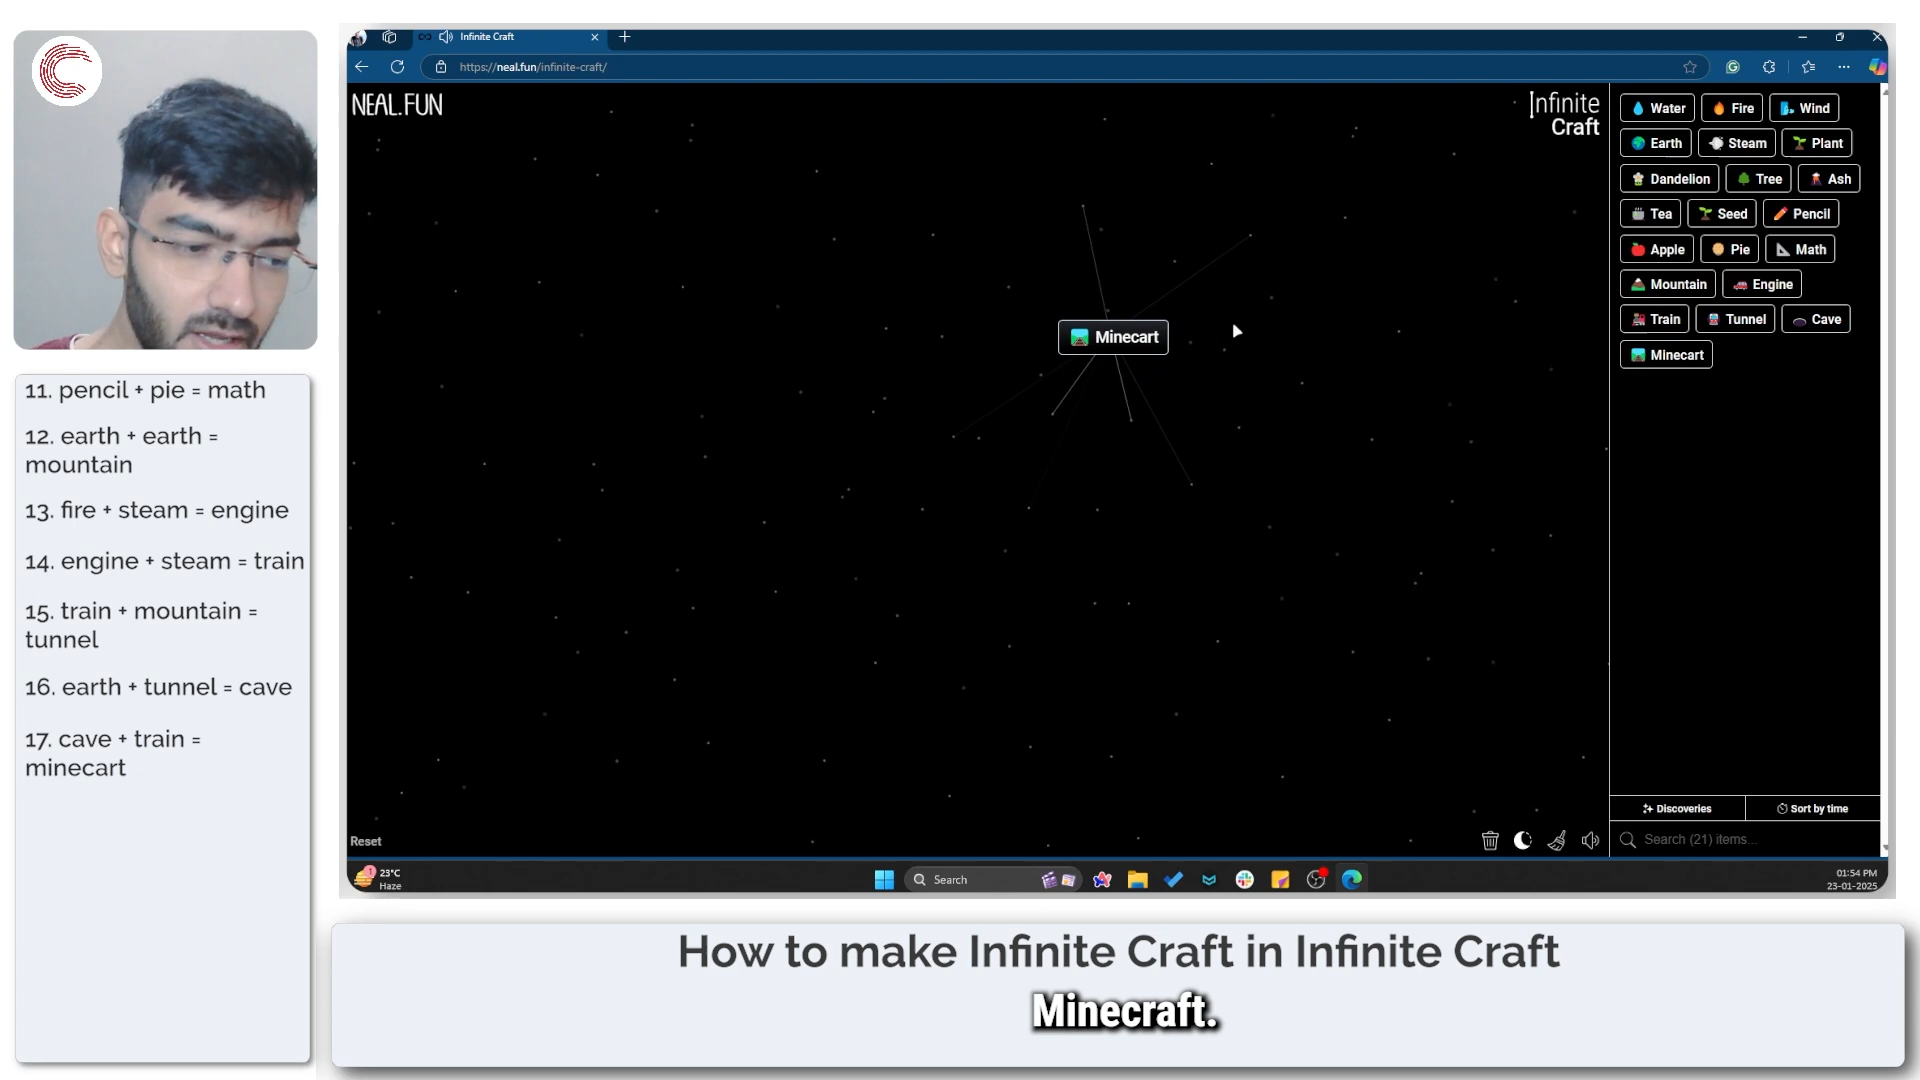 Infinite Craft
https://neal.fun/infinite-craft/
NEAL.FUN
Infinite
Craft
Water
Fire
Wind
Earth
Steam
Plant
Dandelion
Tree
Ash
Tea
Seed
Pencil
Apple
Pie
Math
Mountain
Engine
Train
Tunnel
Cave
Minecart
Minecart
Discoveries
Sort by time
Search (21) items...
Reset
1
23°C
Haze
Search
01:54 PM
23-01-2025
11. pencil + pie = math
12. earth + earth =
mountain
13. fire + steam = engine
14. engine + steam = train
15. train + mountain =
tunnel
16. earth + tunnel = cave
17. cave + train =
minecart
How to make Infinite Craft in Infinite Craft
Minecraft.